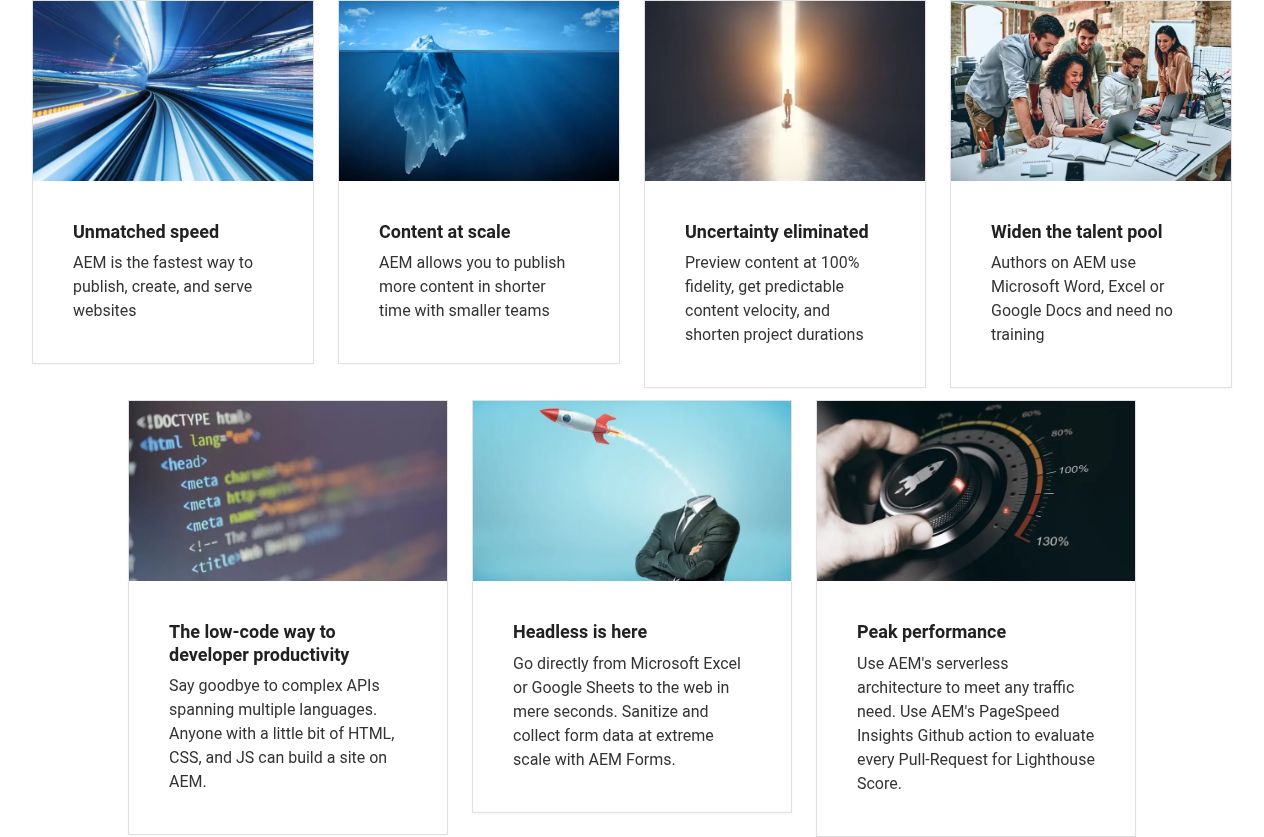 Unmatched speed
AEM is the fastest way to
publish, create, and serve
websites
Content at scale
AEM allows you to publish
more content in shorter
time with smaller teams
Uncertainty eliminated
Preview content at 100%
fidelity, get predictable
content velocity, and
shorten project durations
Widen the talent pool
Authors on AEM use
Microsoft Word, Excel or
Google Docs and need no
training
<!DOCTYPE html>
<html lang="en">
<head>
<meta
<meta
<meta name=
<!-- The about
<title>Web Design
60%
80%
100%
130%
The low-code way to
developer productivity
Say goodbye to complex APIs
spanning multiple languages.
Anyone with a little bit of HTML,
CSS, and JS can build a site on
AEM.
Headless is here
Go directly from Microsoft Excel
or Google Sheets to the web in
mere seconds. Sanitize and
collect form data at extreme
scale with AEM Forms.
Peak performance
Use AEM's serverless
architecture to meet any traffic
need. Use AEM's PageSpeed
Insights Github action to evaluate
every Pull-Request for Lighthouse
Score.